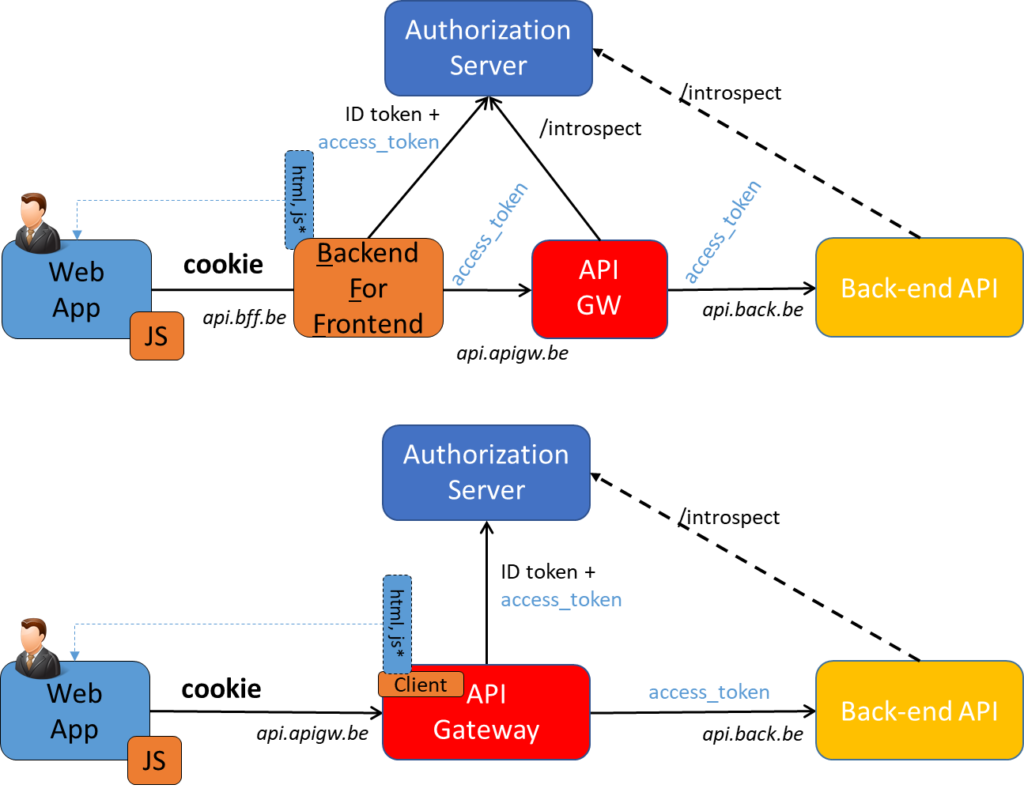 Authorization
Server
/introspect
ID token +
access_token
/introspect
html, js*
access_token
access_token
Web
App
JS
cookie
api.bff.be
Backend
For
Frontend
api.apigw.be
API
GW
api.back.be
Back-end API
Authorization
Server
/introspect
ID token +
access_token
html, js*
Web
App
JS
cookie
api.apigw.be
Client
API
Gateway
access_token
api.back.be
Back-end API